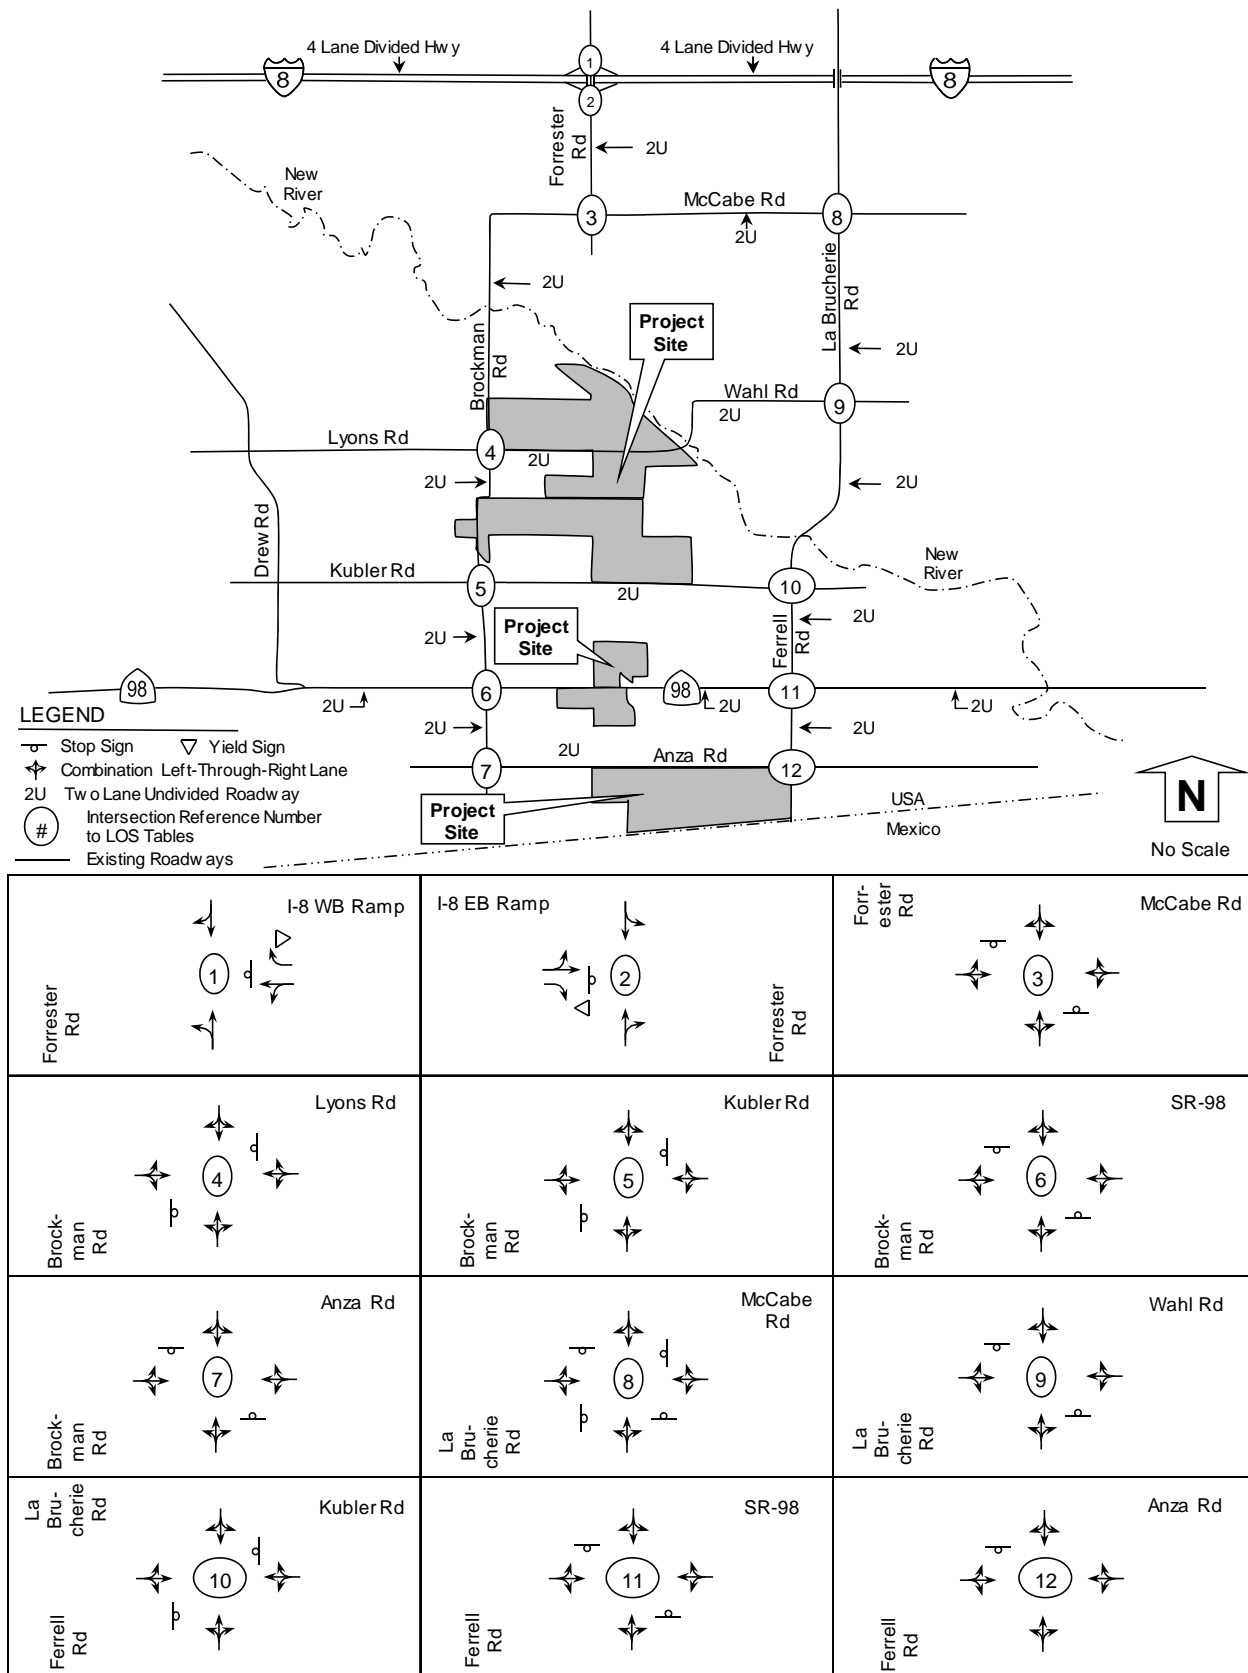 4 Lane Divided Hwy
4 Lane Divided Hwy
8
8
1
2
Forrester
Rd
2U
New
River
McCabe Rd
3
8
2U
2U
La Brucherie
Rd
Project
Site
Brockman
Rd
2U
Wahl Rd
2U
9
Lyons Rd
4
2U
2U
2U
Drew Rd
New
River
Kubler Rd
5
2U
10
2U
Ferrell
Rd
2U
Project
Site
98
6
98
11
2U
2U
2U
2U
2U
2U
Anza Rd
7
12
Project
Site
USA
Mexico
N
No Scale
LEGEND
Stop Sign
Yield Sign
Combination Left-Through-Right Lane
2U Two Lane Undivided Roadway
# Intersection Reference Number
to LOS Tables
Existing Roadways
I-8 WB Ramp
1
Forrester
Rd
I-8 EB Ramp
2
Forrester
Rd
Forr-
ester
Rd
McCabe Rd
3
Lyons Rd
4
Brock-
man
Rd
Kubler Rd
5
Brock-
man
Rd
SR-98
6
Brock-
man
Rd
Anza Rd
7
Brock-
man
Rd
McCabe
Rd
8
La
Bru-
cherie
Rd
Wahl Rd
9
La
Bru-
cherie
Rd
La
Bru-
cherie
Rd
Kubler Rd
10
Ferrell
Rd
SR-98
11
Ferrell
Rd
Anza Rd
12
Ferrell
Rd